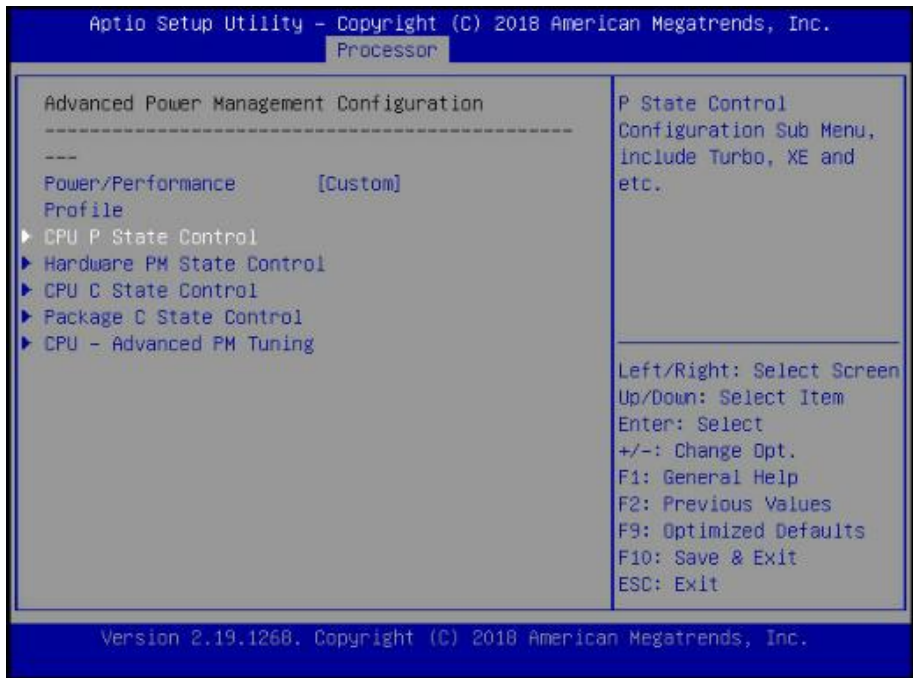 Aptio Setup Utility – Copyright (C) 2018 American Megatrends, Inc.
Processor
Advanced Power Management Configuration
-----------------------------------------------
---
Power/Performance [Custom]
Profile
▶ CPU P State Control
▶ Hardware PM State Control
▶ CPU C State Control
▶ Package C State Control
▶ CPU – Advanced PM Tuning
P State Control
Configuration Sub Menu,
include Turbo, XE and
etc.
Left/Right: Select Screen
Up/Down: Select Item
Enter: Select
+/-: Change Opt.
F1: General Help
F2: Previous Values
F9: Optimized Defaults
F10: Save & Exit
ESC: Exit
Version 2.19.1268. Copyright (C) 2018 American Megatrends, Inc.